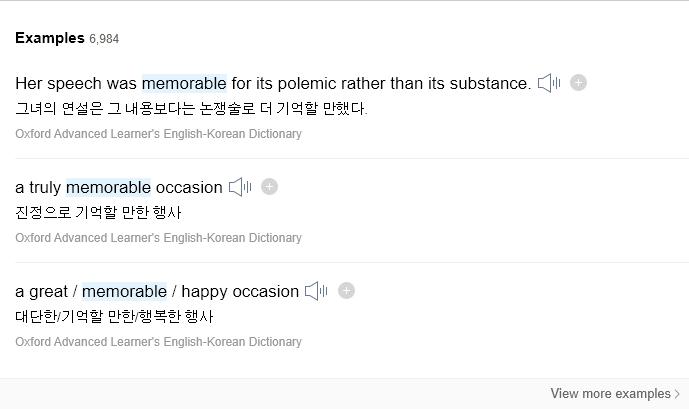 Examples 6,984
Her speech was memorable for its polemic rather than its substance.
그녀의 연설은 그 내용보다는 논쟁술로 더 기억할 만했다.
Oxford Advanced Learner's English-Korean Dictionary
a truly memorable occasion
진정으로 기억할 만한 행사
Oxford Advanced Learner's English-Korean Dictionary
a great / memorable / happy occasion
대단한/기억할 만한/행복한 행사
Oxford Advanced Learner's English-Korean Dictionary
View more examples